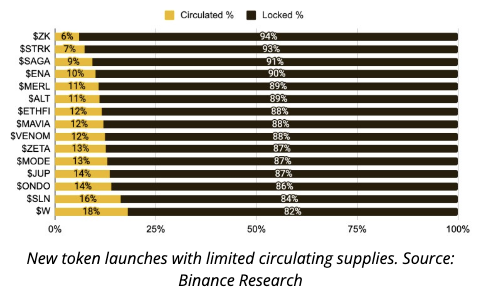 Circulated % Locked %
$ZK 6% 94%
$STRK 7% 93%
$SAGA 9% 91%
$ENA 10% 90%
$MERL 11% 89%
$ALT 11% 89%
$ETHFI 12% 88%
$MAVIA 12% 88%
$VENOM 12% 88%
$ZETA 13% 87%
$MODE 13% 87%
$JUP 14% 87%
$ONDO 14% 86%
$SLN 16% 84%
$W 18% 82%
0% 25% 50% 75% 100%
New token launches with limited circulating supplies. Source:
Binance Research